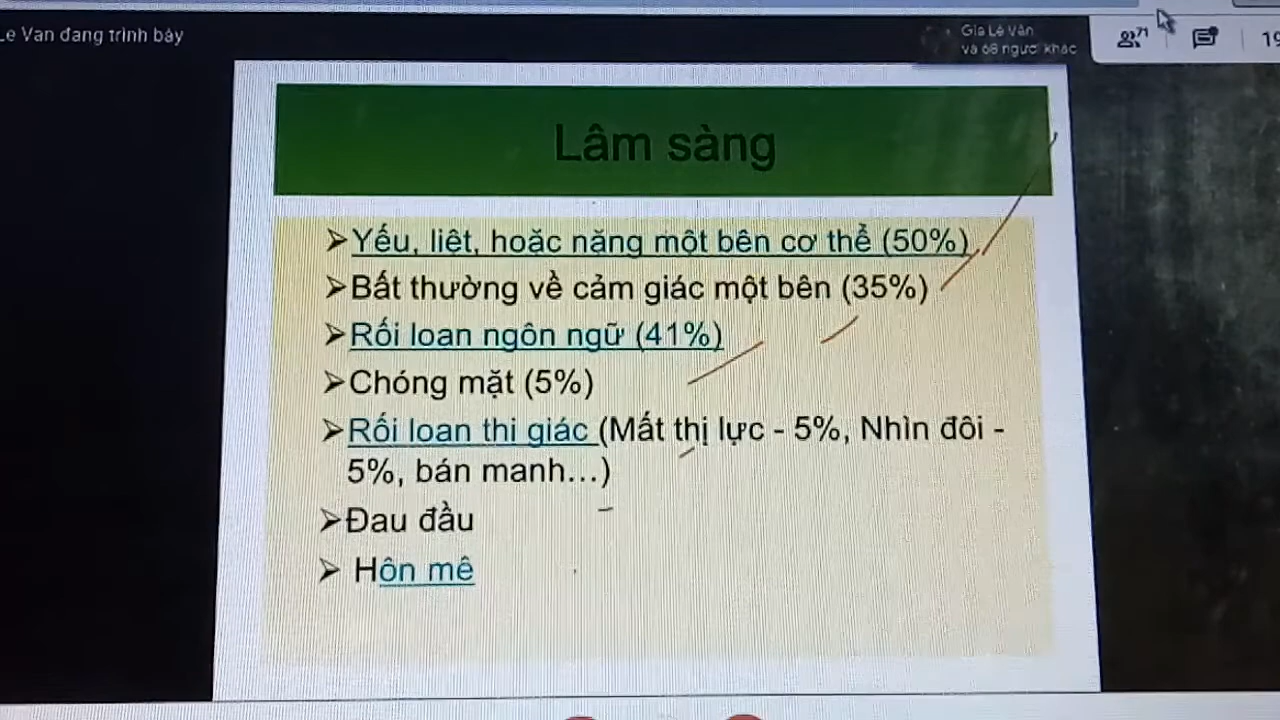 Le Van đang trình bày
Gia Lê Văn
và 68 người khác
71
19
Lâm sàng
➢Yếu, liệt, hoặc nặng một bên cơ thể (50%)
➢Bất thường về cảm giác một bên (35%)
➢Rối loạn ngôn ngữ (41%)
➢Chóng mặt (5%)
➢Rối loạn thị giác (Mất thị lực - 5%, Nhìn đôi -
5%, bán manh...)
➢Đau đầu
➢ Hôn mê